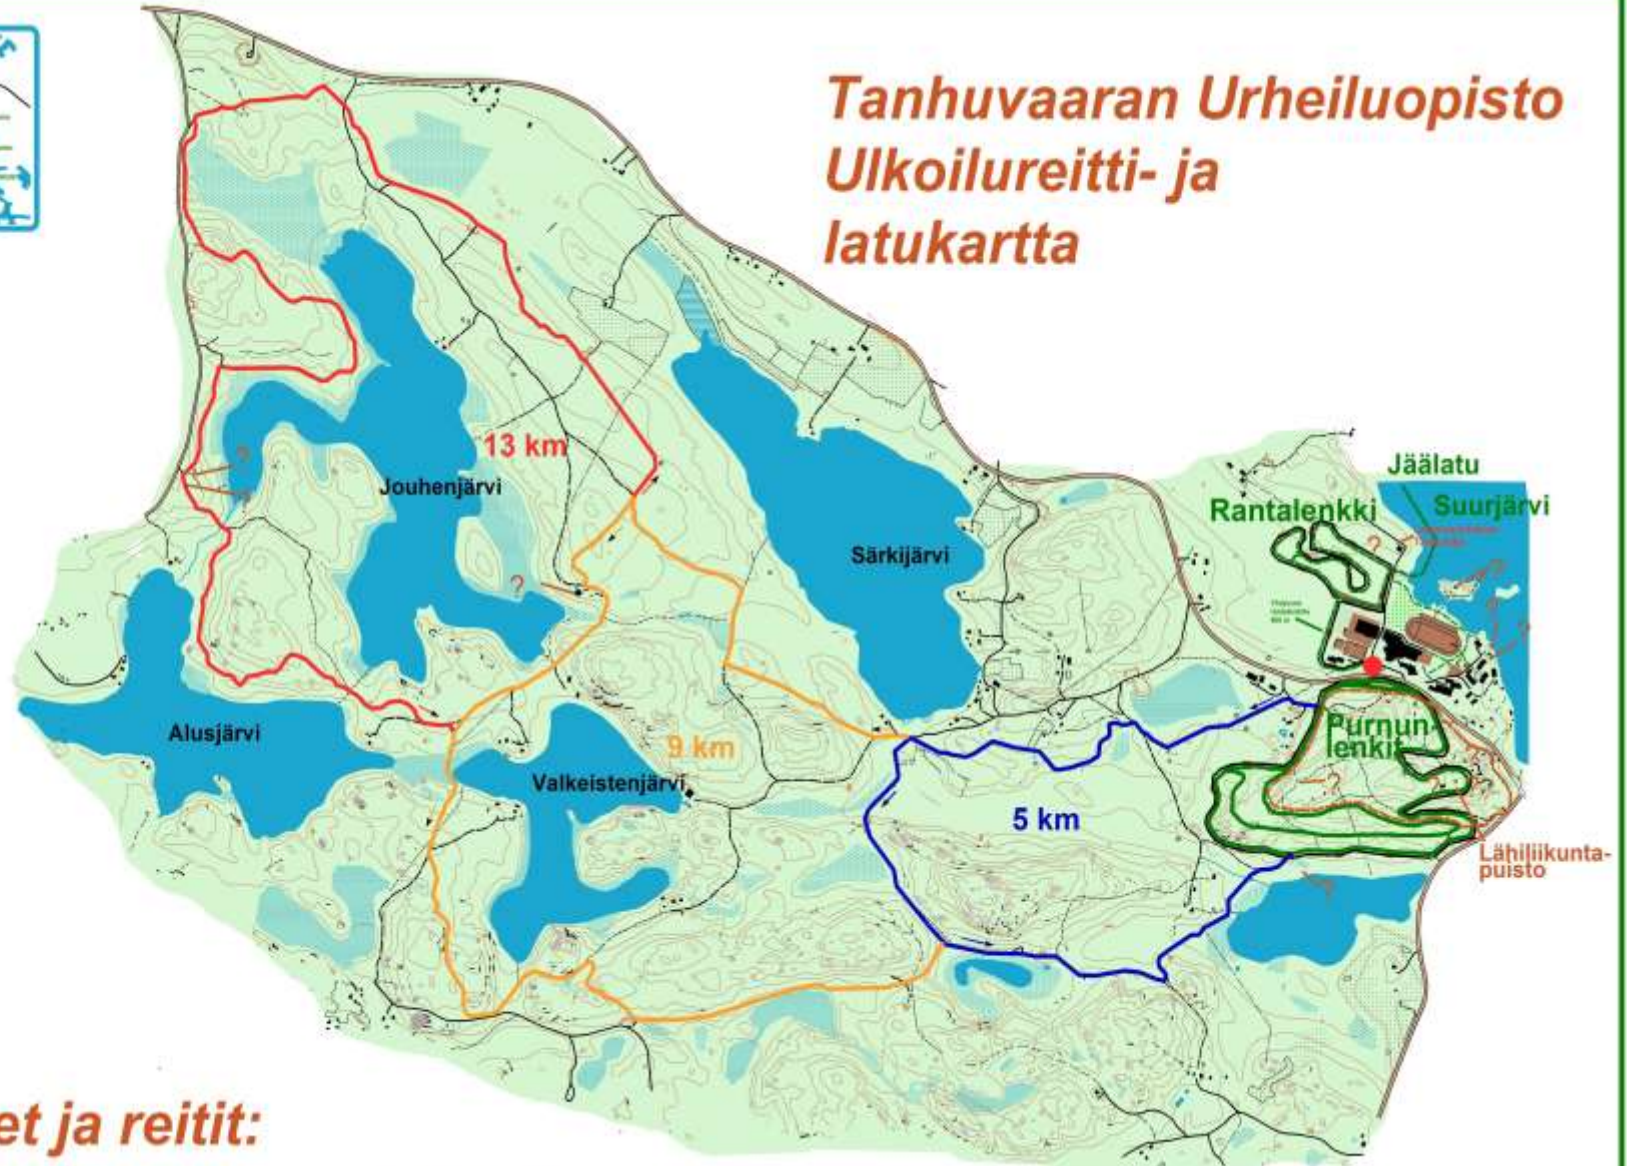 Tanhuvaaran Urheiluopisto
Ulkoilureitti- ja
latukartta
Jäälatu
Rantalenkki
Suurjärvi
13 km
Jouhenjärvi
Särkijärvi
?
?
?
Alusjärvi
9 km
Valkeistenjärvi
5 km
Purnun-
lenkit
Lähiliikunta-
puisto
et ja reitit: